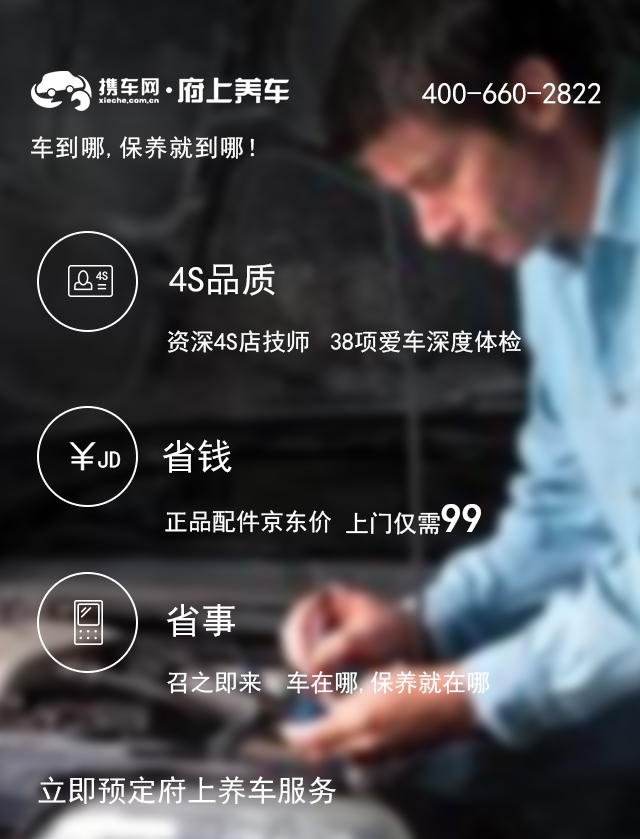 携车网·府上养车
xieche.com.cn
400-660-2822
车到哪,保养就到哪!
4S
4S品质
资深4S店技师 38项爱车深度体检
¥JD
省钱
正品配件京东价 上门仅需99
省事
召之即来 车在哪,保养就在哪
立即预定府上养车服务